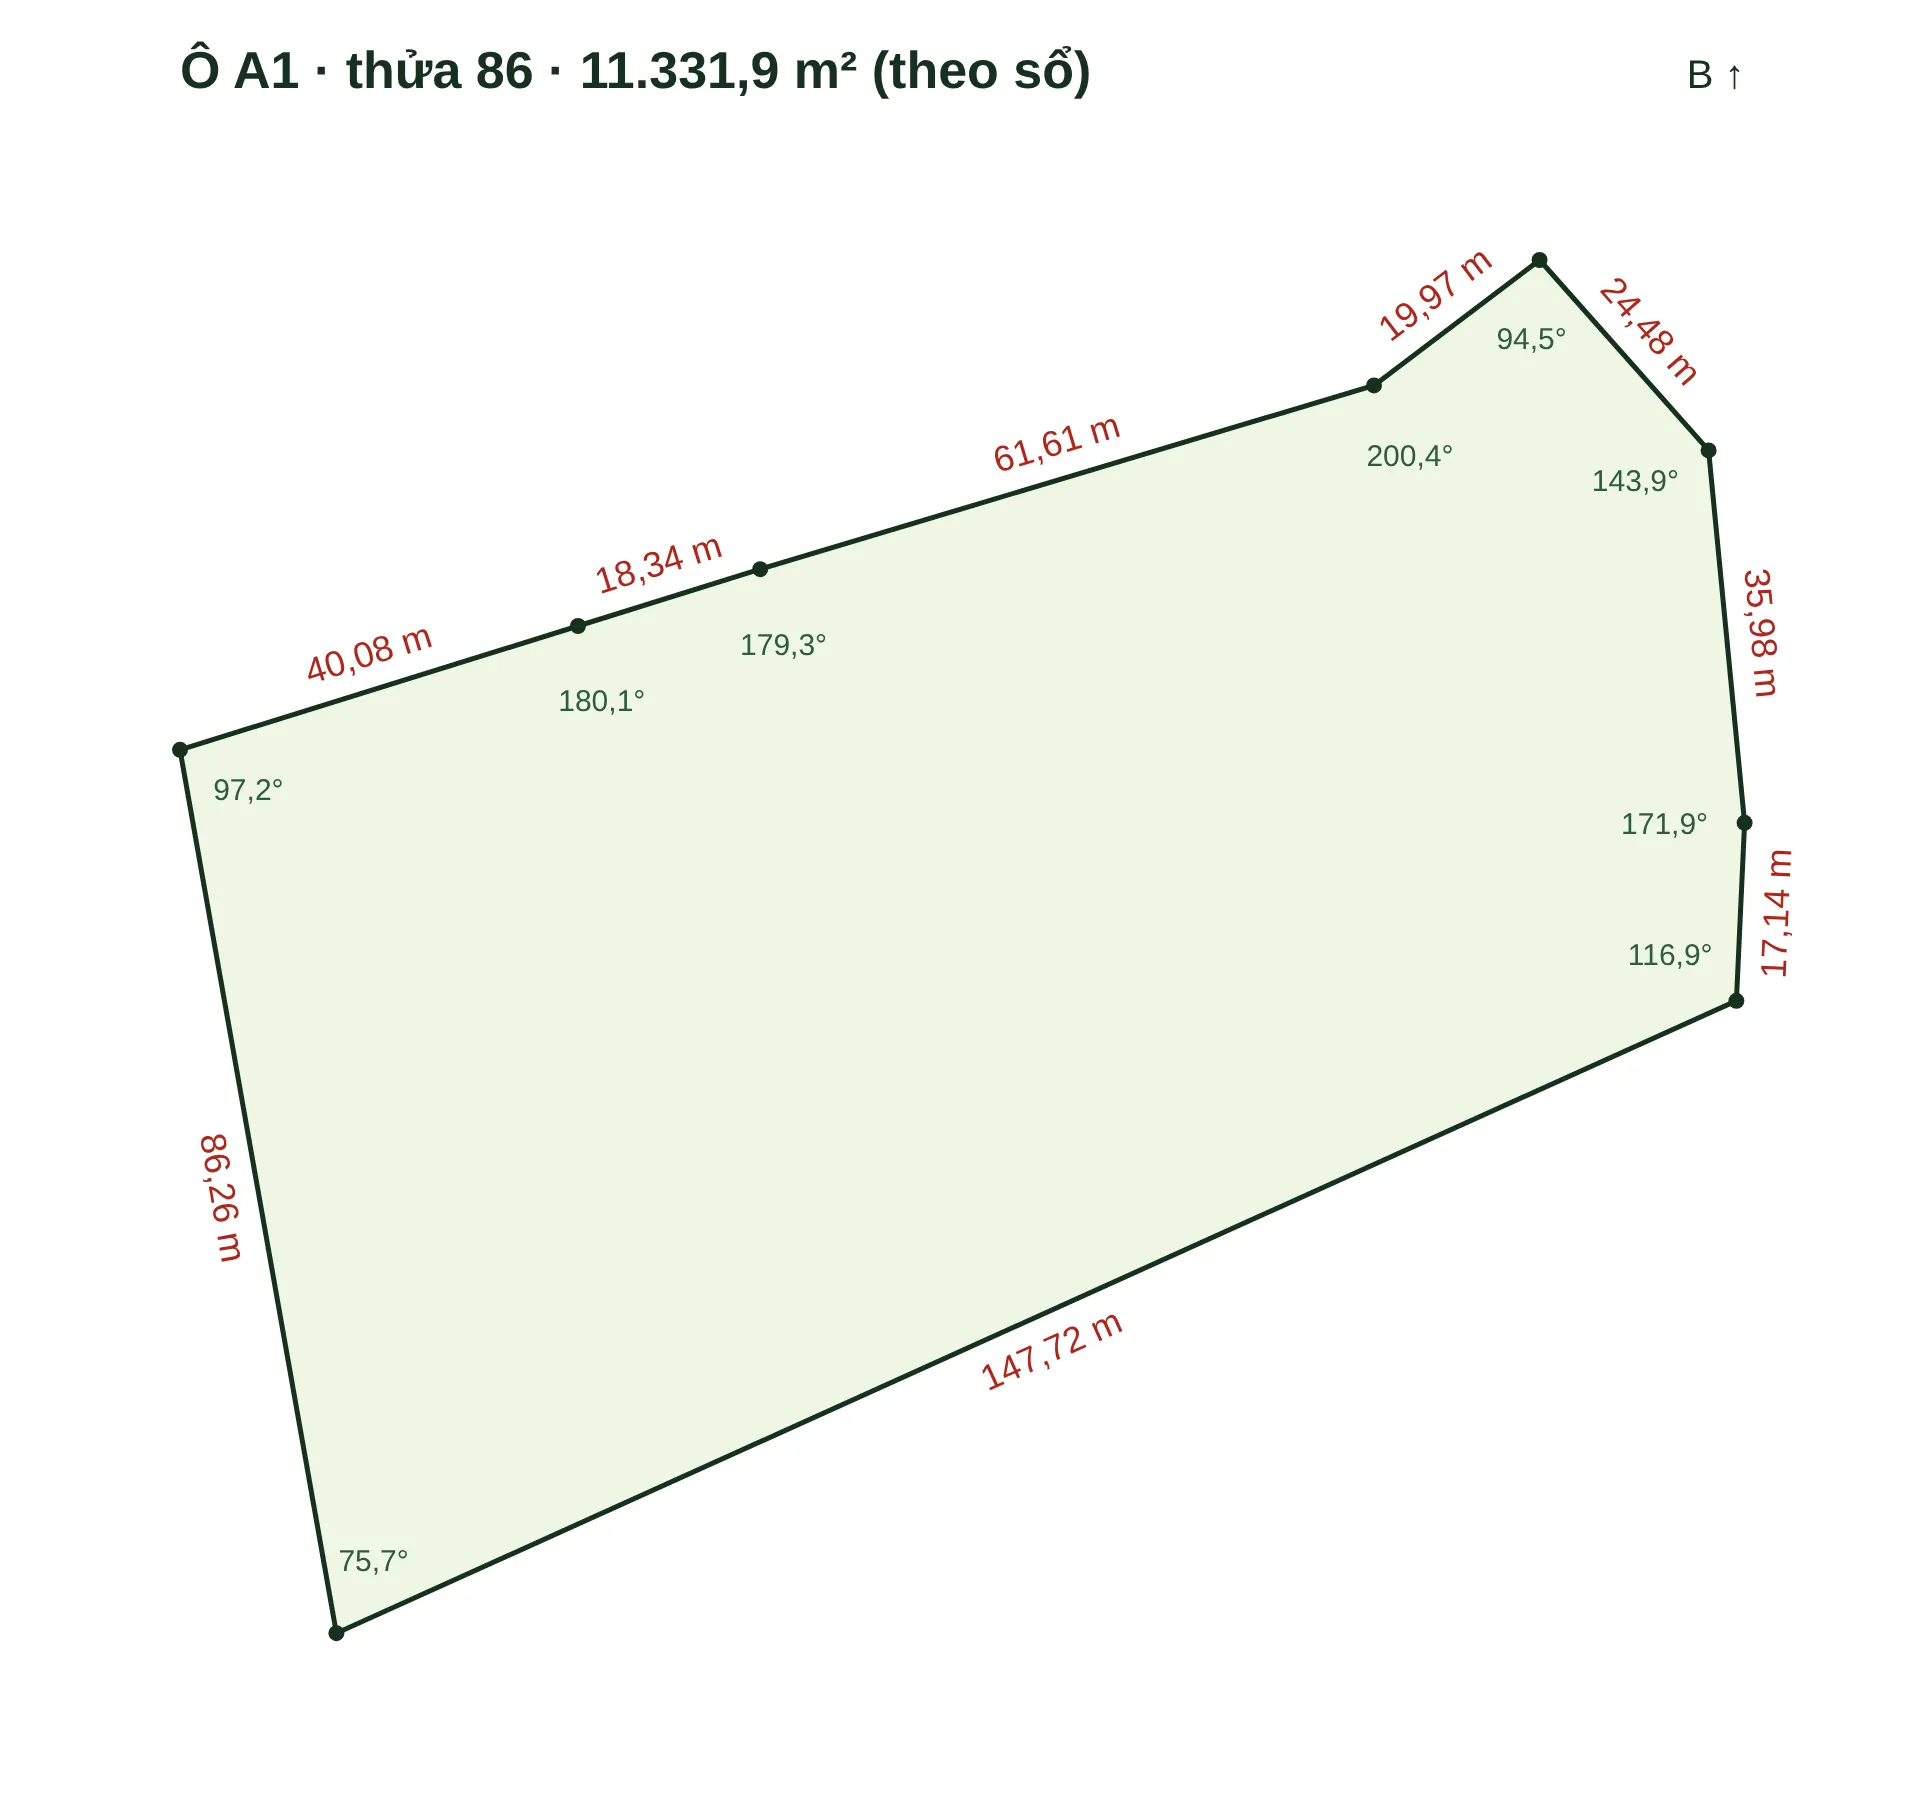 Ô A1 · thửa 86 · 11.331,9 m² (theo sổ)
B ↑
19,97 m
24,48 m
94,5°
61,61 m
200,4°
143,9°
18,34 m
35,98 m
40,08 m
179,3°
180,1°
97,2°
171,9°
17,14 m
116,9°
86,26 m
147,72 m
75,7°